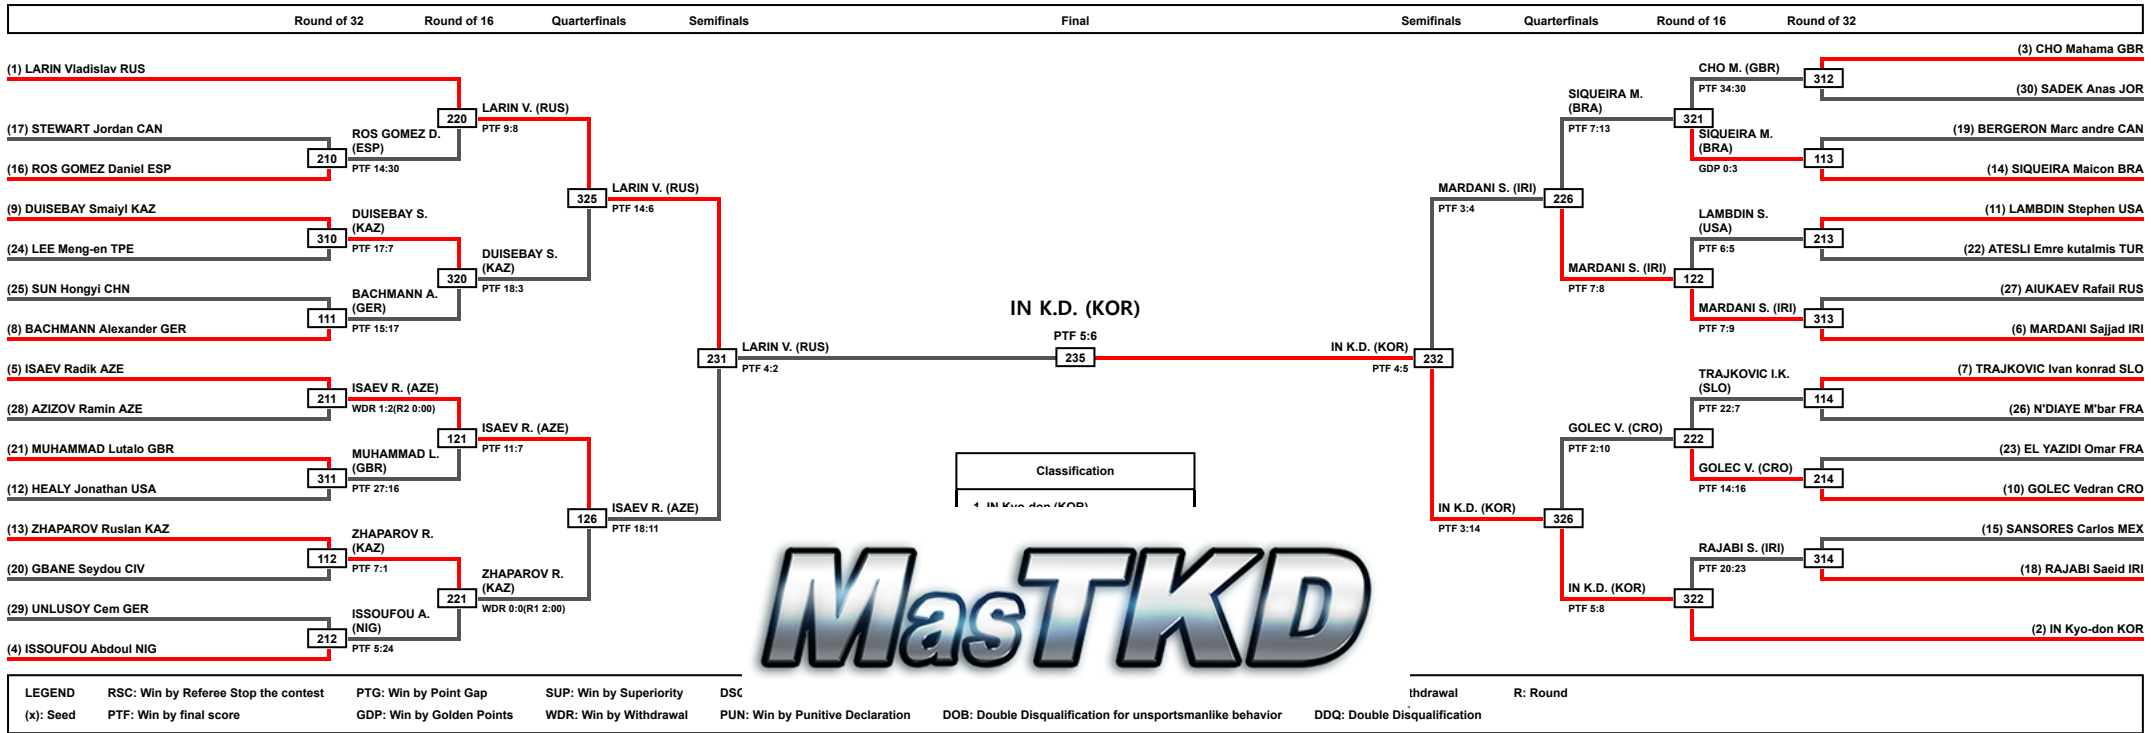 Round of 32 Round of 16 Quarterfinals Semifinals Final Semifinals Quarterfinals Round of 16 Round of 32
(1) LARIN Vladislav RUS
(17) STEWART Jordan CAN
(16) ROS GOMEZ Daniel ESP
(9) DUISEBAY Smaiyl KAZ
(24) LEE Meng-en TPE
(25) SUN Hongyi CHN
(8) BACHMANN Alexander GER
(5) ISAEV Radik AZE
(28) AZIZOV Ramin AZE
(21) MUHAMMAD Lutalo GBR
(12) HEALY Jonathan USA
(13) ZHAPAROV Ruslan KAZ
(20) GBANE Seydou CIV
(29) UNLUSOY Cem GER
(4) ISSOUFOU Abdoul NIG
210
310
111
211
311
112
212
ROS GOMEZ D.
(ESP)
PTF 14:30
DUISEBAY S.
(KAZ)
PTF 17:7
BACHMANN A.
(GER)
PTF 15:17
ISAEV R. (AZE)
WDR 1:2(R2 0:00)
MUHAMMAD L.
(GBR)
PTF 27:16
ZHAPAROV R.
(KAZ)
PTF 7:1
ISSOUFOU A.
(NIG)
PTF 5:24
220
320
121
221
LARIN V. (RUS)
PTF 9:8
DUISEBAY S.
(KAZ)
PTF 18:3
ISAEV R. (AZE)
PTF 11:7
ZHAPAROV R.
(KAZ)
WDR 0:0(R1 2:00)
325
126
LARIN V. (RUS)
PTF 14:6
ISAEV R. (AZE)
PTF 18:11
231
LARIN V. (RUS)
PTF 4:2
IN K.D. (KOR)
PTF 5:6
235
Classification
1. IN Kyo-don (KOR)
MasTKD
IN K.D. (KOR)
PTF 4:5
232
MARDANI S. (IRI)
PTF 3:4
IN K.D. (KOR)
PTF 3:14
226
326
SIQUEIRA M.
(BRA)
PTF 7:13
MARDANI S. (IRI)
PTF 7:8
GOLEC V. (CRO)
PTF 2:10
IN K.D. (KOR)
PTF 5:8
321
122
222
322
CHO M. (GBR)
PTF 34:30
SIQUEIRA M.
(BRA)
GDP 0:3
LAMBDIN S.
(USA)
PTF 6:5
MARDANI S. (IRI)
PTF 7:9
TRAJKOVIC I.K.
(SLO)
PTF 22:7
GOLEC V. (CRO)
PTF 14:16
RAJABI S. (IRI)
PTF 20:23
312
113
213
313
114
214
314
(3) CHO Mahama GBR
(30) SADEK Anas JOR
(19) BERGERON Marc andre CAN
(14) SIQUEIRA Maicon BRA
(11) LAMBDIN Stephen USA
(22) ATESLI Emre kutalmis TUR
(27) AIUKAEV Rafail RUS
(6) MARDANI Sajjad IRI
(7) TRAJKOVIC Ivan konrad SLO
(26) N'DIAYE M'bar FRA
(23) EL YAZIDI Omar FRA
(10) GOLEC Vedran CRO
(15) SANSORES Carlos MEX
(18) RAJABI Saeid IRI
(2) IN Kyo-don KOR
LEGEND RSC: Win by Referee Stop the contest PTG: Win by Point Gap SUP: Win by Superiority R: Round
(x): Seed PTF: Win by final score GDP: Win by Golden Points WDR: Win by Withdrawal PUN: Win by Punitive Declaration DOB: Double Disqualification for unsportsmanlike behavior DDQ: Double Disqualification